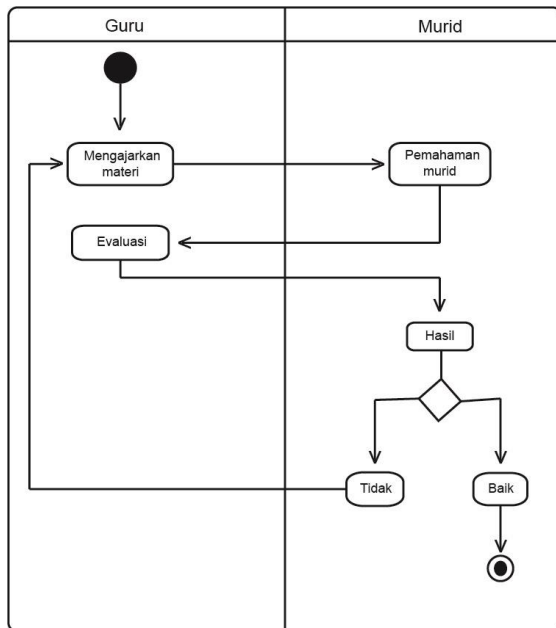 Guru
Murid
Mengajarkan
materi
Pemahaman
murid
Evaluasi
Hasil
Tidak
Baik